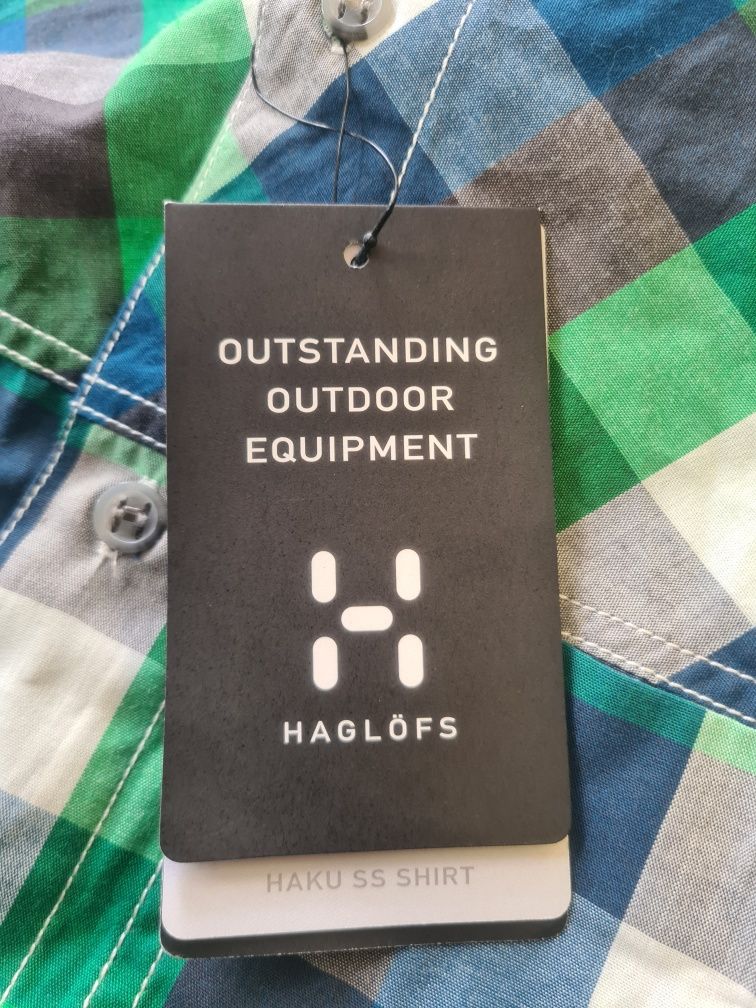 OUTSTANDING
OUTDOOR
EQUIPMENT
HAGLÖFS
HAKU SS SHIRT